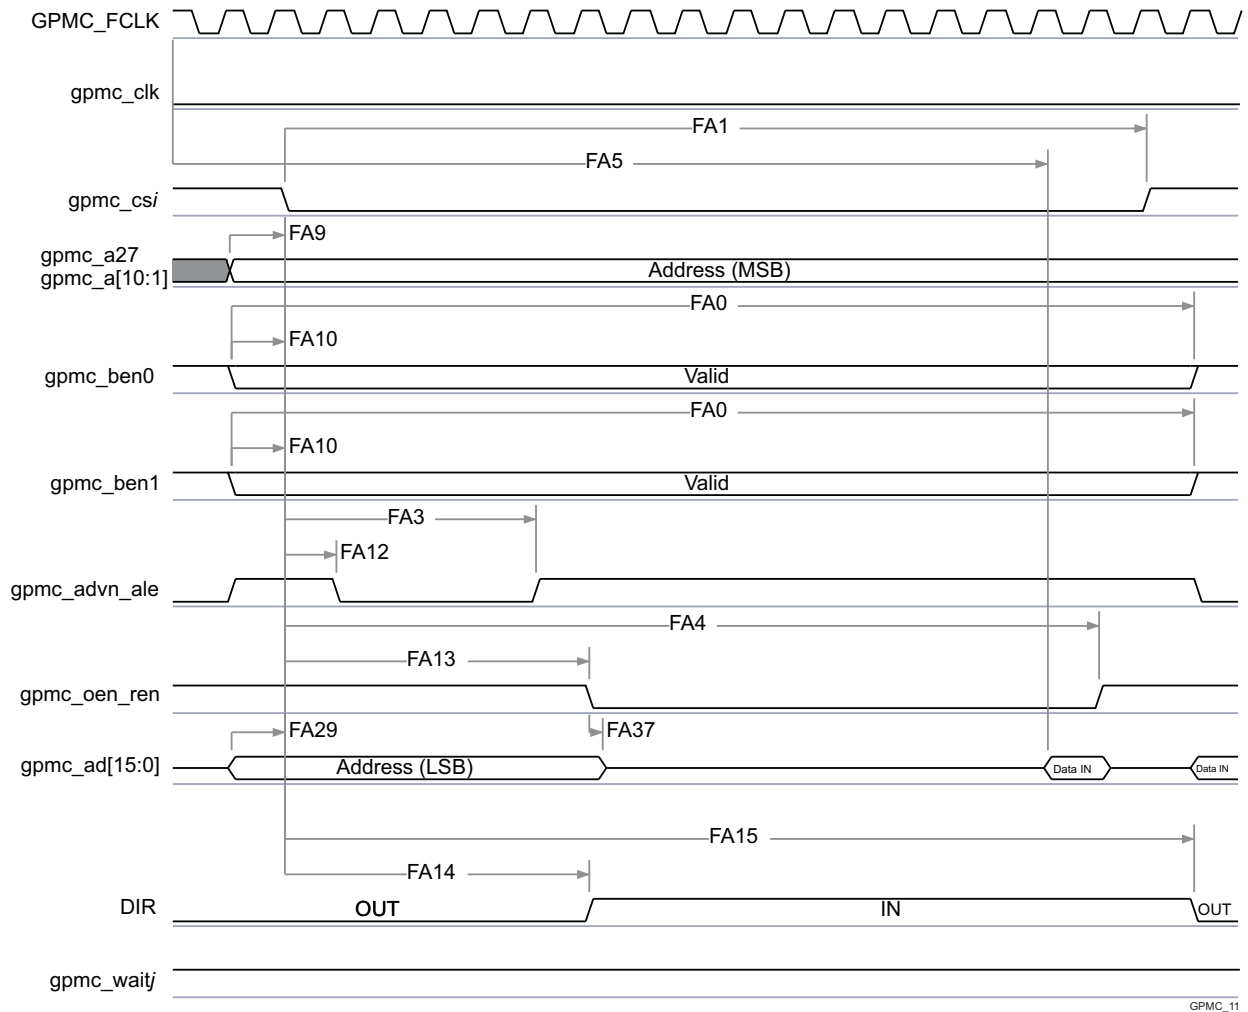 GPMC_FCLK
gpmc_clk
FA1
FA5
gpmc_csi
FA9
gpmc_a27
gpmc_a[10:1]
Address (MSB)
FA0
FA10
gpmc_ben0
Valid
FA0
FA10
gpmc_ben1
Valid
FA3
FA12
gpmc_advn_ale
FA4
FA13
gpmc_oen_ren
FA29
FA37
gpmc_ad[15:0]
Address (LSB)
Data IN
Data IN
FA15
FA14
DIR
OUT
IN
OUT
gpmc_waitj
GPMC_11